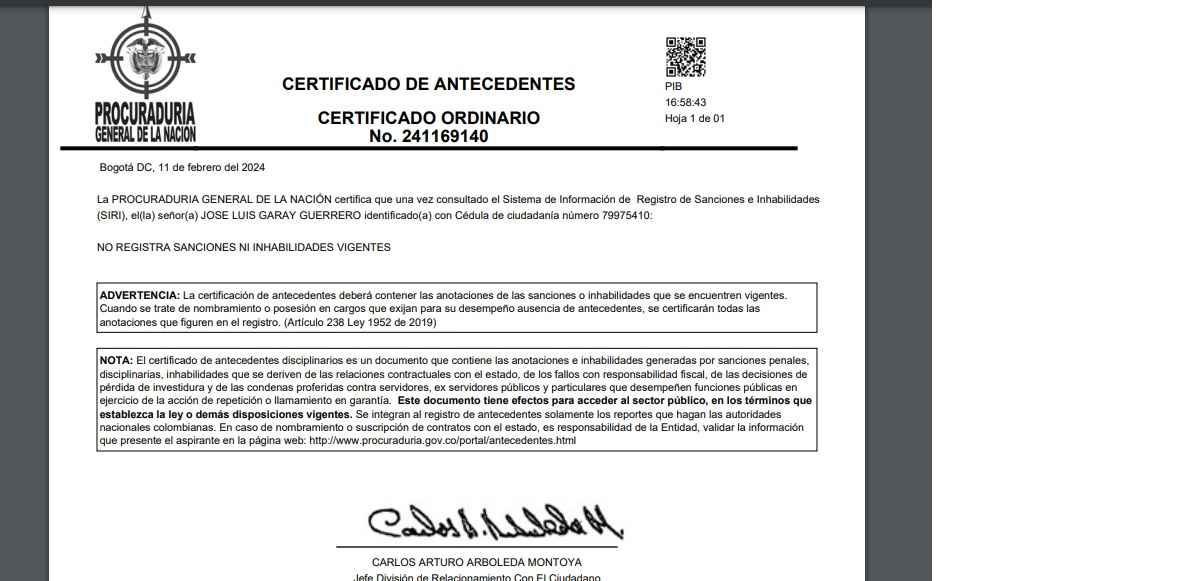 PROCURADURIA
GENERAL DE LA NACION
CERTIFICADO DE ANTECEDENTES
CERTIFICADO ORDINARIO
No. 241169140
PIB
16:58:43
Hoja 1 de 01
Bogotá DC, 11 de febrero del 2024
La PROCURADURIA GENERAL DE LA NACIÓN certifica que una vez consultado el Sistema de Información de Registro de Sanciones e Inhabilidades
(SIRI), el(la) señor(a) JOSE LUIS GARAY GUERRERO identificado(a) con Cédula de ciudadanía número 79975410:
NO REGISTRA SANCIONES NI INHABILIDADES VIGENTES
ADVERTENCIA: La certificación de antecedentes deberá contener las anotaciones de las sanciones o inhabilidades que se encuentren vigentes.
Cuando se trate de nombramiento o posesión en cargos que exijan para su desempeño ausencia de antecedentes, se certificarán todas las
anotaciones que figuren en el registro. (Artículo 238 Ley 1952 de 2019)
NOTA: El certificado de antecedentes disciplinarios es un documento que contiene las anotaciones e inhabilidades generadas por sanciones penales,
disciplinarias, inhabilidades que se deriven de las relaciones contractuales con el estado, de los fallos con responsabilidad fiscal, de las decisiones de
pérdida de investidura y de las condenas proferidas contra servidores, ex servidores públicos y particulares que desempeñen funciones públicas en
ejercicio de la acción de repetición o llamamiento en garantía. Este documento tiene efectos para acceder al sector público, en los términos que
establezca la ley o demás disposiciones vigentes. Se integran al registro de antecedentes solamente los reportes que hagan las autoridades
nacionales colombianas. En caso de nombramiento o suscripción de contratos con el estado, es responsabilidad de la Entidad, validar la información
que presente el aspirante en la página web: http://www.procuraduria.gov.co/portal/antecedentes.html
CARLOS ARTURO ARBOLEDA MONTOYA
Jefe División de Relacionamiento Con El Ciudadano